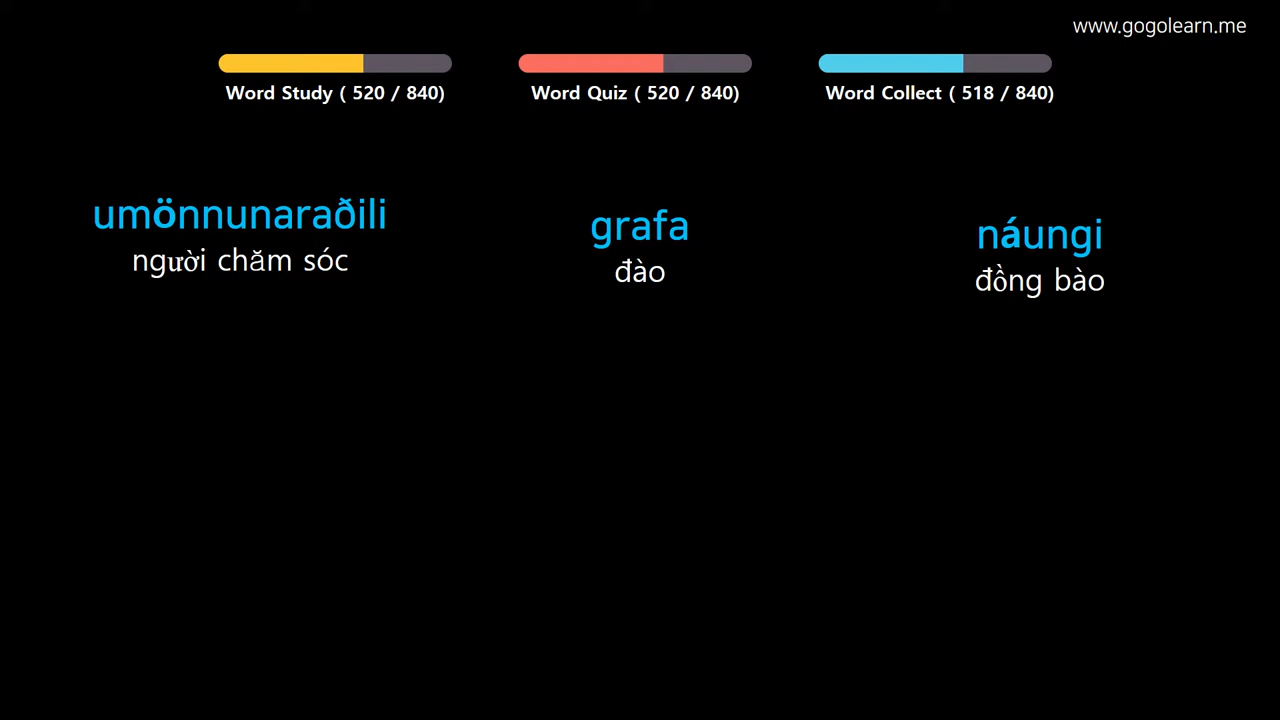 www.gogolearn.me
Word Study ( 520 / 840)
Word Quiz ( 520 / 840)
Word Collect ( 518 / 840)
umönnunaraðili
người chăm sóc
grafa
đào
náungi
đồng bào